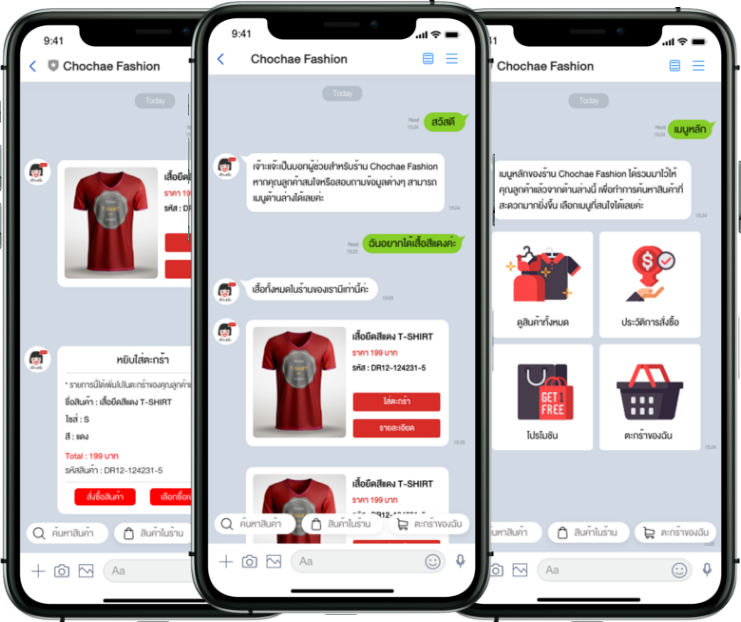 9:41
Chochae Fashion
Today
เสื้อยืดสี
ราคา 19
รหัส : D
หยิบใส่ตะกร้า
* รายการนี้ได้เพิ่มไปในตะกร้าของคุณลูกค้า
ชื่อสินค้า : เสื้อยืดสีแดง T-SHIRT
ไซส์ : S
สี : แดง
Total : 199 บาท
รหัสสินค้า : DR12-124231-5
สั่งซื้อสินค้า
เลือกซื้อ
ค้นหาสินค้า
สินค้าในร้าน
Aa
9:41
Chochae Fashion
Today
Read
15:24
สวัสดี
เจ๊าะแจ๊ะเป็นบอทผู้ช่วยสำหรับร้าน Chochae Fashion
หากคุณลูกค้าสนใจหรือสอบถามข้อมูลต่างๆ สามารถ
เมนูด้านล่างได้เลยค่ะ
15:24
Read
15:25
ฉันอยากได้เสื้อสีแดงค่ะ
เสื้อทั้งหมดในร้านของเรามีเท่านี้ค่ะ
15:25
T-SHIRT
เสื้อยืดสีแดง T-SHIRT
ราคา 199 บาท
รหัส : DR12-124231-5
ใส่ตะกร้า
รายละเอียด
15:25
เสื้อยืดสีแดง T-SHIRT
ราคา 199 บาท
รหัส : DR12-124231-5
ค้นหาสินค้า
สินค้าในร้าน
ตะกร้าของฉัน
Aa
Chochae Fashion
Today
Read
15:24
เมนูหลัก
เมนูหลักของร้าน Chochae Fashion ได้รวมมาไว้ให้
คุณลูกค้าแล้วจากด้านล่างนี้ เพื่อทำการค้นหาสินค้าที่
สะดวกมากยิ่งขึ้น เลือกเมนูที่สนใจได้เลยค่ะ
15:24
ดูสินค้าทั้งหมด
ประวัติการสั่งซื้อ
GET 1
FREE
โปรโมชัน
ตะกร้าของฉัน
15:24
หาสินค้า
สินค้าในร้าน
ตะกร้าของฉัน
Aa